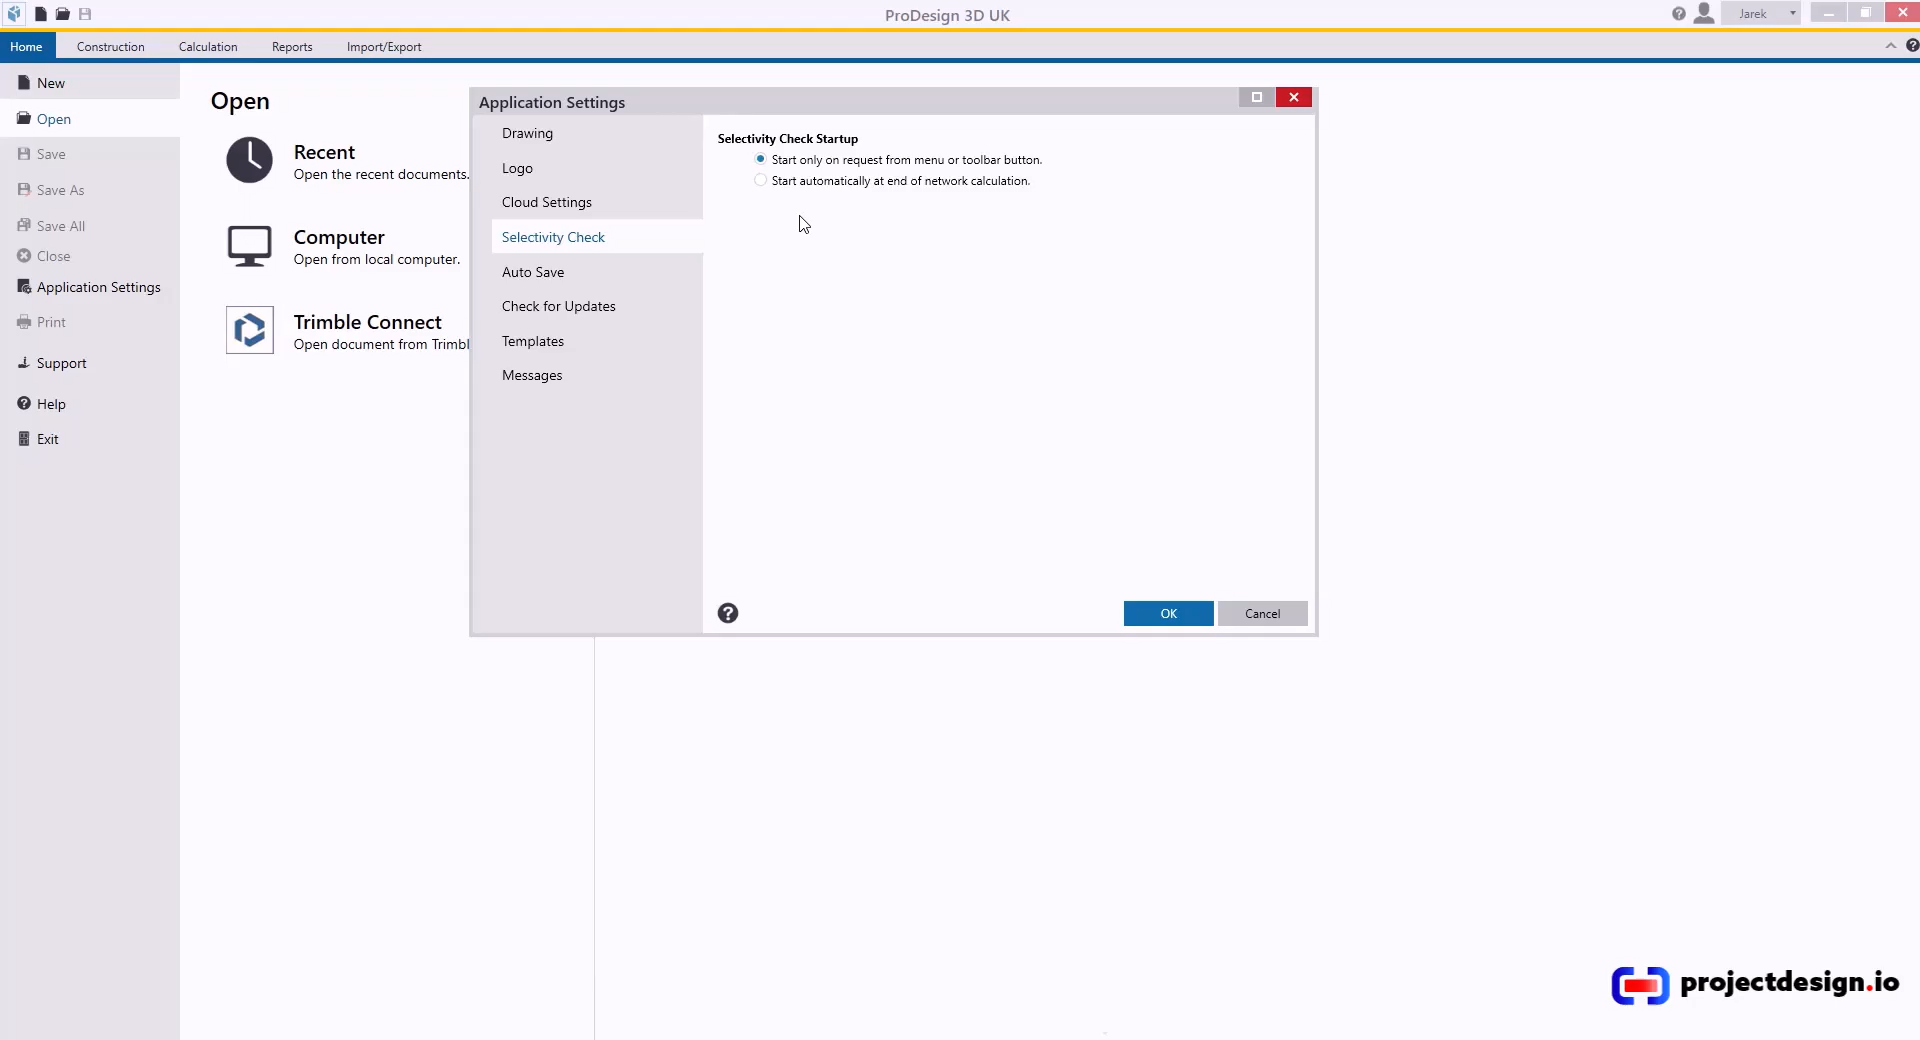 ProDesign 3D UK
Jarek
Home
Construction
Calculation
Reports
Import/Export
New
Open
Save
Save As
Save All
Close
Application Settings
Print
Support
Help
Exit
Open
Recent
Open the recent documents.
Computer
Open from local computer.
Trimble Connect
Open document from Trimbl
Application Settings
Drawing
Logo
Cloud Settings
Selectivity Check
Auto Save
Check for Updates
Templates
Messages
Selectivity Check Startup
Start only on request from menu or toolbar button.
Start automatically at end of network calculation.
OK
Cancel
projectdesign.io